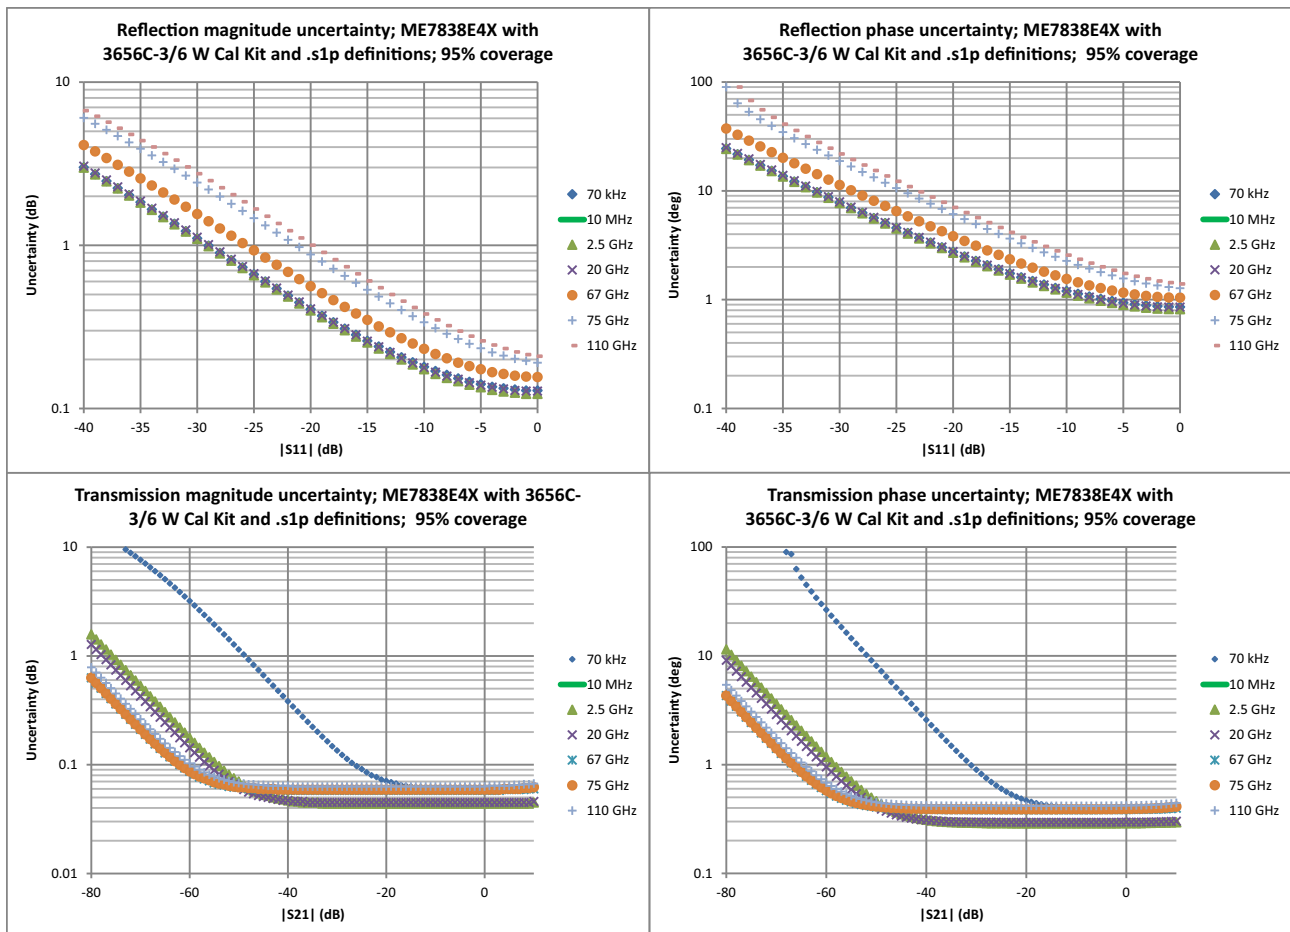 Reflection magnitude uncertainty; ME7838E4X with
3656C-3/6 W Cal Kit and .s1p definitions; 95% coverage
10
1
0.1
Uncertainty (dB)
-40 -35 -30 -25 -20 -15 -10 -5 0
|S11| (dB)
70 kHz
10 MHz
2.5 GHz
20 GHz
67 GHz
75 GHz
110 GHz
Reflection phase uncertainty; ME7838E4X with
3656C-3/6 W Cal Kit and .s1p definitions; 95% coverage
100
10
1
0.1
Uncertainty (deg)
-40 -35 -30 -25 -20 -15 -10 -5 0
|S11| (dB)
70 kHz
10 MHz
2.5 GHz
20 GHz
67 GHz
75 GHz
110 GHz
Transmission magnitude uncertainty; ME7838E4X with 3656C-
3/6 W Cal Kit and .s1p definitions; 95% coverage
10
1
0.1
0.01
Uncertainty (dB)
-80 -60 -40 -20 0
|S21| (dB)
70 kHz
10 MHz
2.5 GHz
20 GHz
67 GHz
75 GHz
110 GHz
Transmission phase uncertainty; ME7838E4X with
3656C-3/6 W Cal Kit and .s1p definitions; 95% coverage
100
10
1
0.1
Uncertainty (deg)
-80 -60 -40 -20 0
|S21| (dB)
70 kHz
10 MHz
2.5 GHz
20 GHz
67 GHz
75 GHz
110 GHz